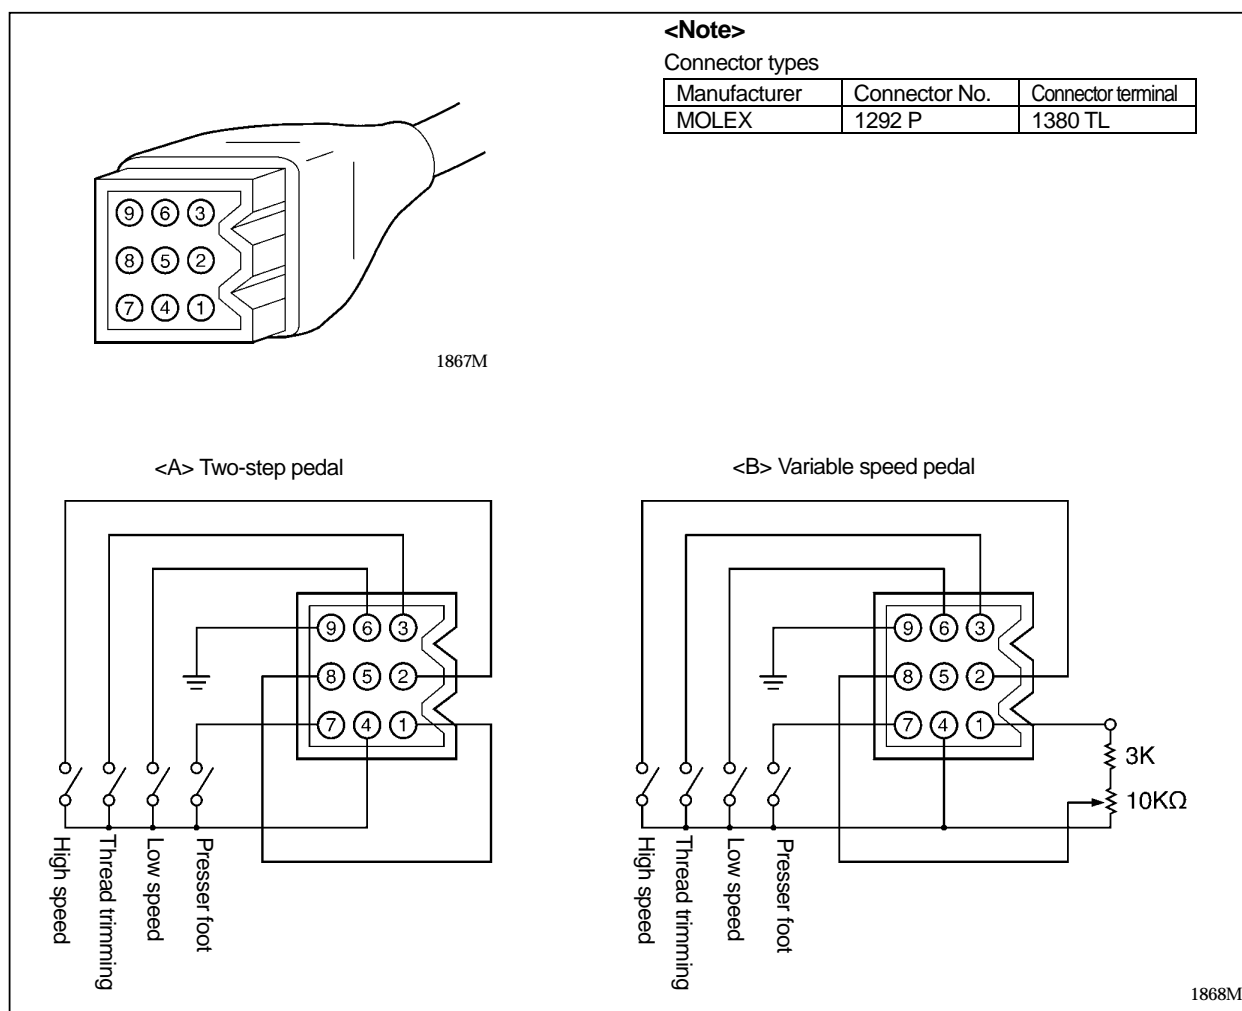 <Note>
Connector types
Manufacturer Connector No. Connector terminal
MOLEX 1292 P 1380 TL
9 6 3
8 5 2
7 4 1
1867M
<A> Two-step pedal
9 6 3
8 5 2
7 4 1
High speed
Thread trimming
Low speed
Presser foot
<B> Variable speed pedal
9 6 3
8 5 2
7 4 1
3K
10KΩ
High speed
Thread trimming
Low speed
Presser foot
1868M